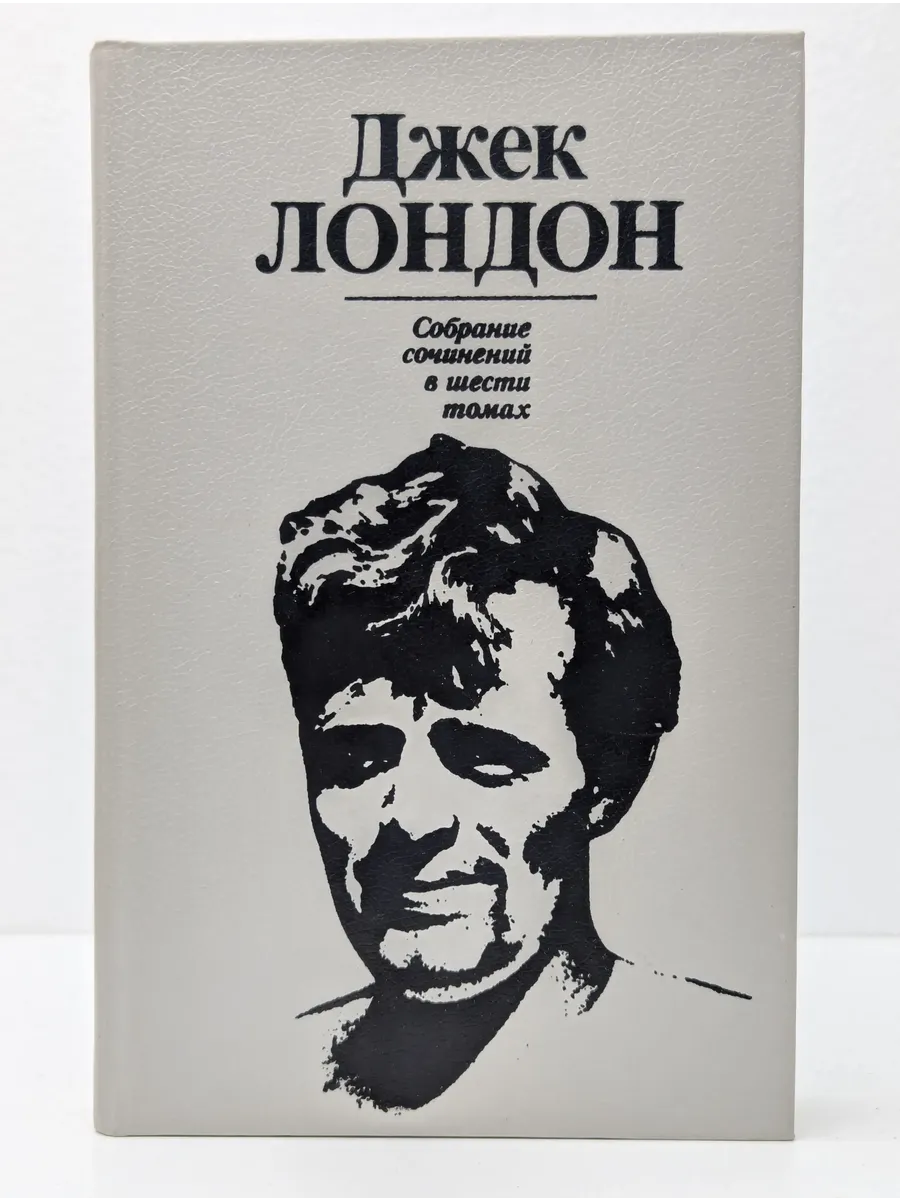 Джек
ЛОНДОН
Собрание
сочинений
в шести
томах